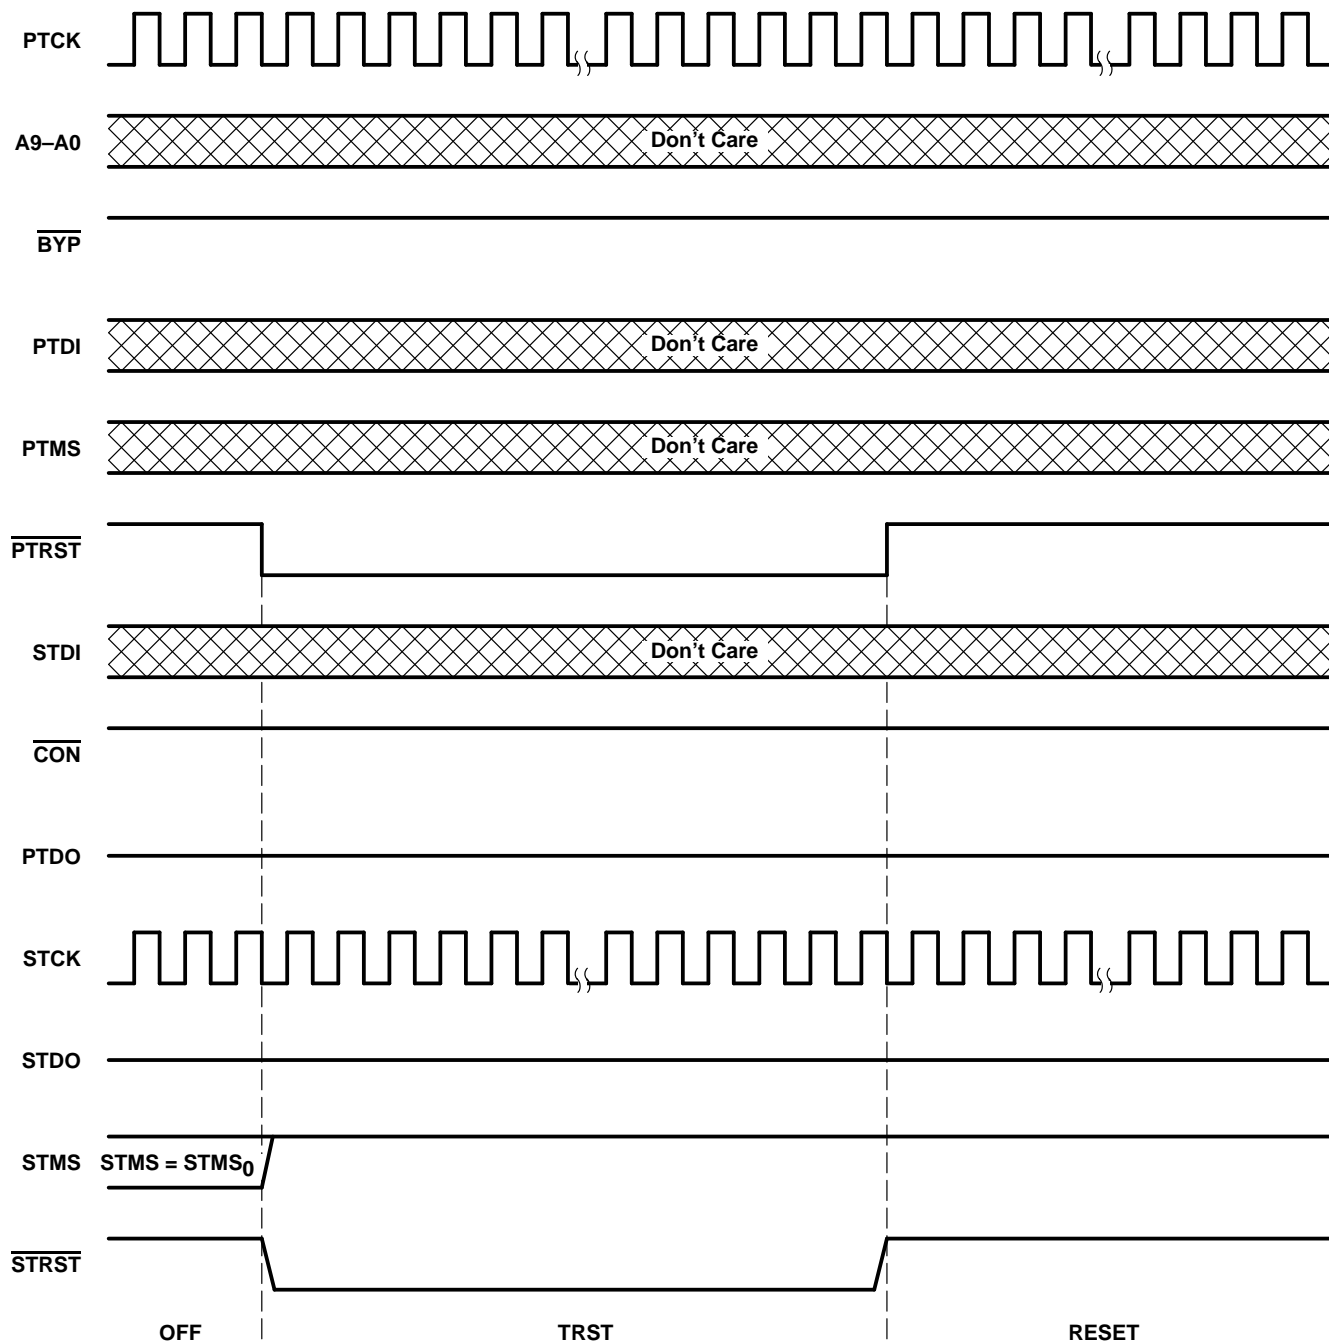 PTCK
A9–A0 Don't Care
BYP
PTDI Don't Care
PTMS Don't Care
PTRST
STDI Don't Care
CON
PTDO
STCK
STDO
STMS STMS = STMS0
STRST
OFF TRST RESET